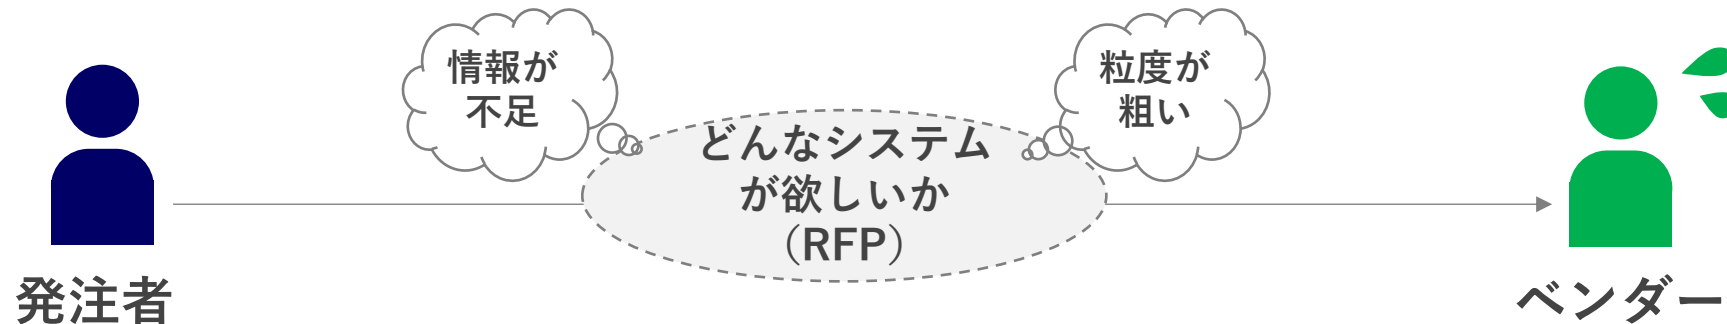 情報が
不足
粒度が
粗い
どんなシステム
が欲しいか
(RFP)
発注者
ベンダー